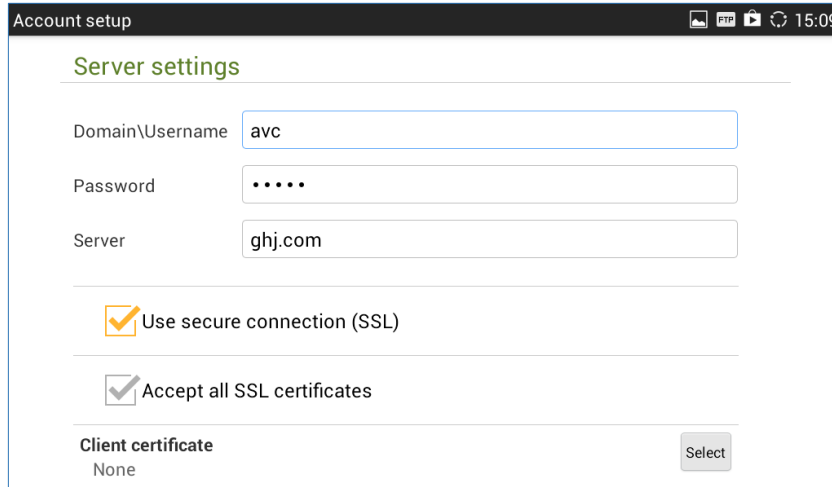 Account setup FTP 15:09
Server settings
Domain\Username avc
Password •••••
Server ghj.com
Use secure connection (SSL)
Accept all SSL certificates
Client certificate
Select
None